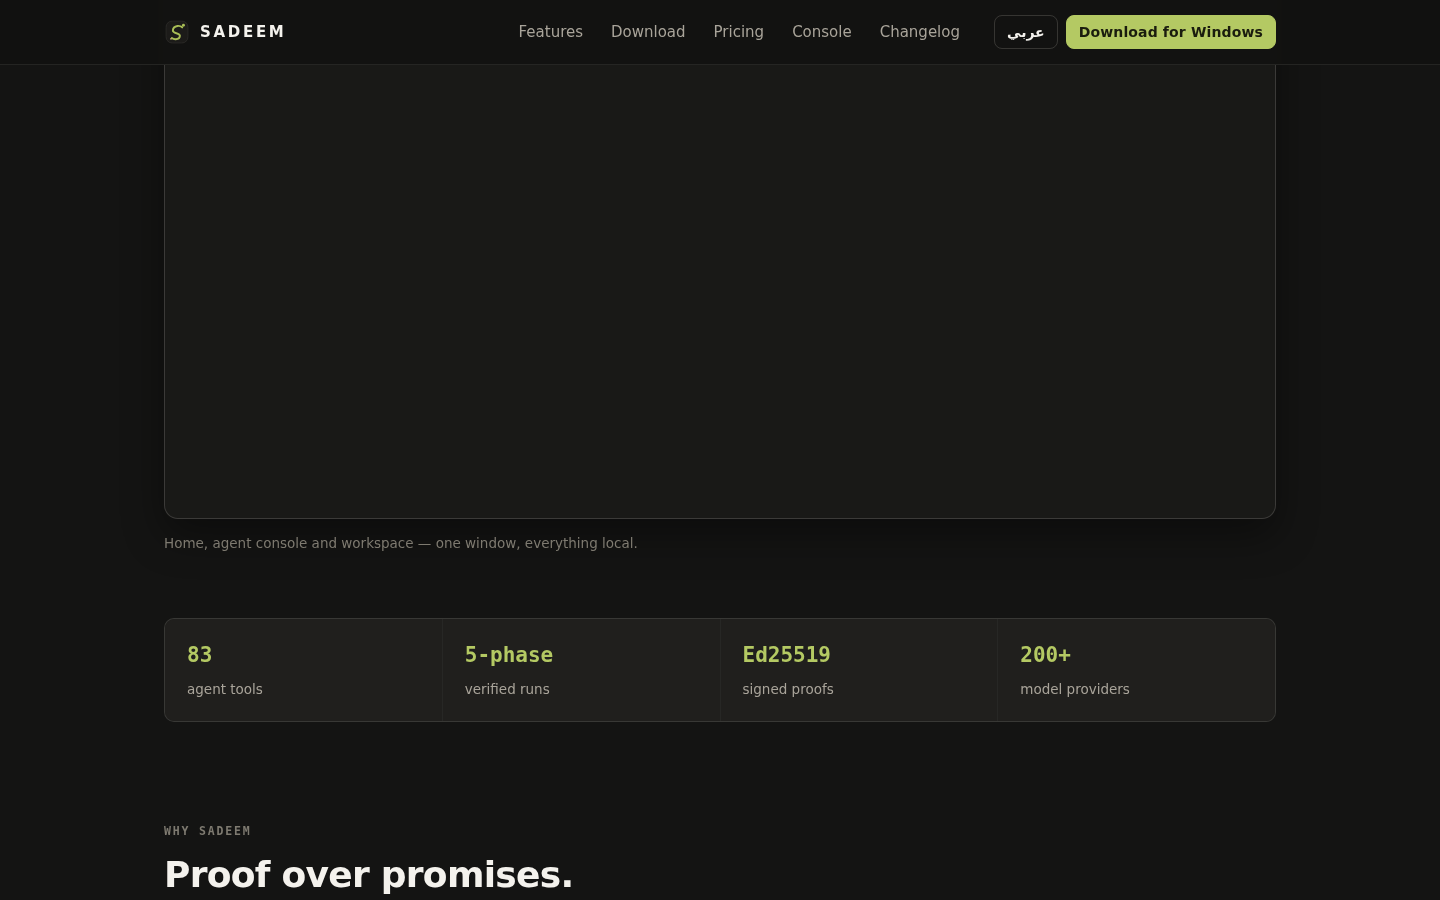 SADEEM
Features
Download
Pricing
Console
Changelog
عربي
Download for Windows
Home, agent console and workspace — one window, everything local.
83
agent tools
5-phase
verified runs
Ed25519
signed proofs
200+
model providers
WHY SADEEM
Proof over promises.